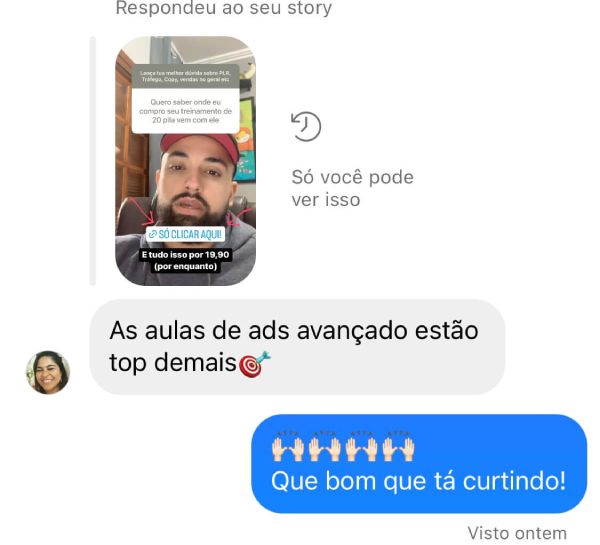 Respondeu ao seu story
Lança tua melhor dúvida sobre PLR,
Tráfego, Copy, vendas no geral etc
Quero saber onde eu
compro seu treinamento de
20 pila vem com ele
SÓ CLICAR AQUI!
E tudo isso por 19,90
(por enquanto)
Só você pode
ver isso
As aulas de ads avançado estão
top demais🎯
🙌🏻🙌🏻🙌🏻🙌🏻
Que bom que tá curtindo!
Visto ontem